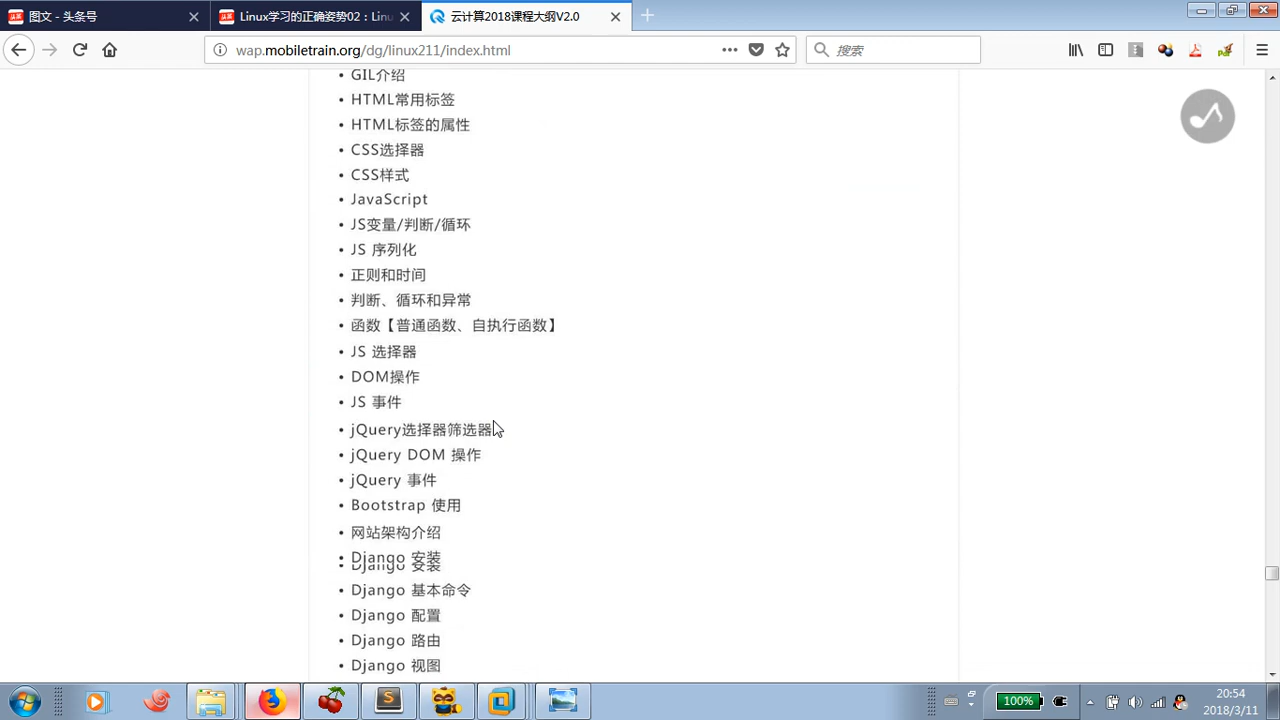 头条 图文 - 头条号
头条 Linux学习的正确姿势02：Linu
云计算2018课程大纲V2.0
wap.mobiletrain.org/dg/linux211/index.html
搜索
• GIL介绍
• HTML常用标签
• HTML标签的属性
• CSS选择器
• CSS样式
• JavaScript
• JS变量/判断/循环
• JS 序列化
• 正则和时间
• 判断、循环和异常
• 函数【普通函数、自执行函数】
• JS 选择器
• DOM操作
• JS 事件
• jQuery选择器筛选器
• jQuery DOM 操作
• jQuery 事件
• Bootstrap 使用
• 网站架构介绍
• Django 安装
• Django 安装
• Django 基本命令
• Django 配置
• Django 路由
• Django 视图
S
100%
20:54
2018/3/11